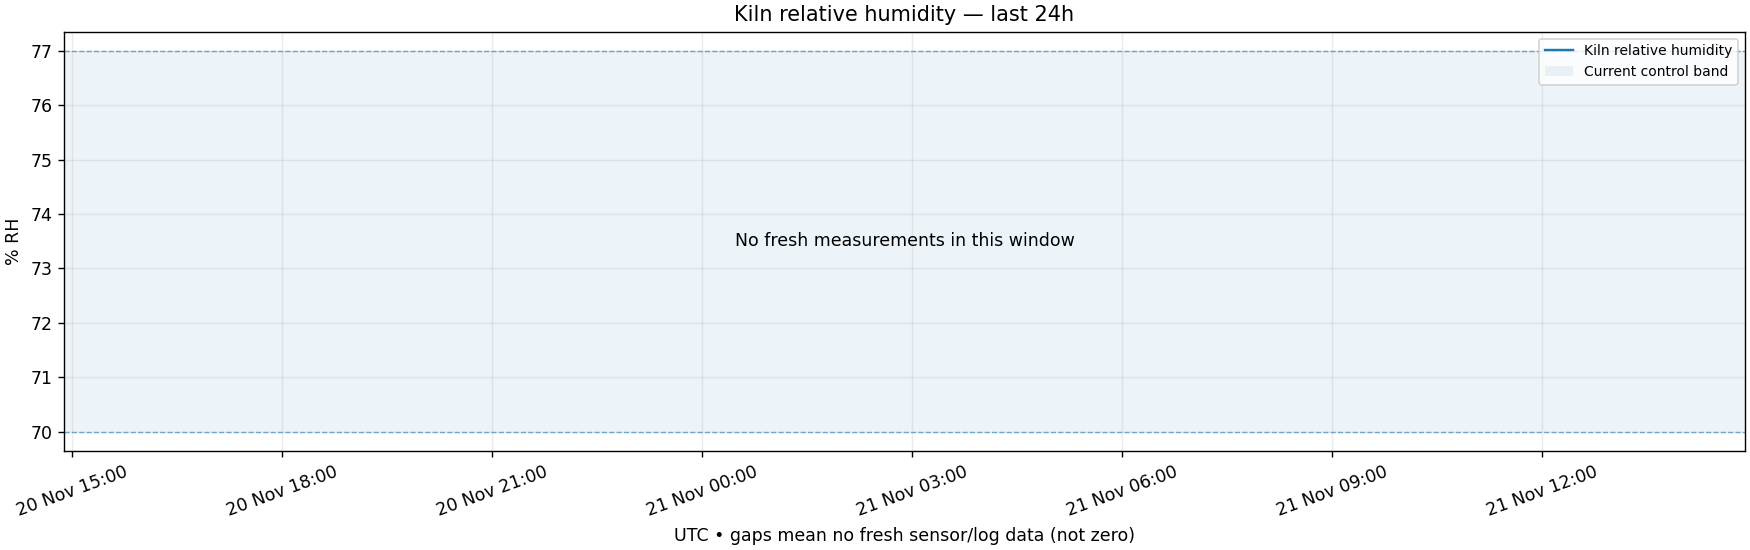 Kiln relative humidity — last 24h
Kiln relative humidity
Current control band
% RH
77
76
75
74
73
72
71
70
No fresh measurements in this window
20 Nov 15:00
20 Nov 18:00
20 Nov 21:00
21 Nov 00:00
21 Nov 03:00
21 Nov 06:00
21 Nov 09:00
21 Nov 12:00
UTC • gaps mean no fresh sensor/log data (not zero)